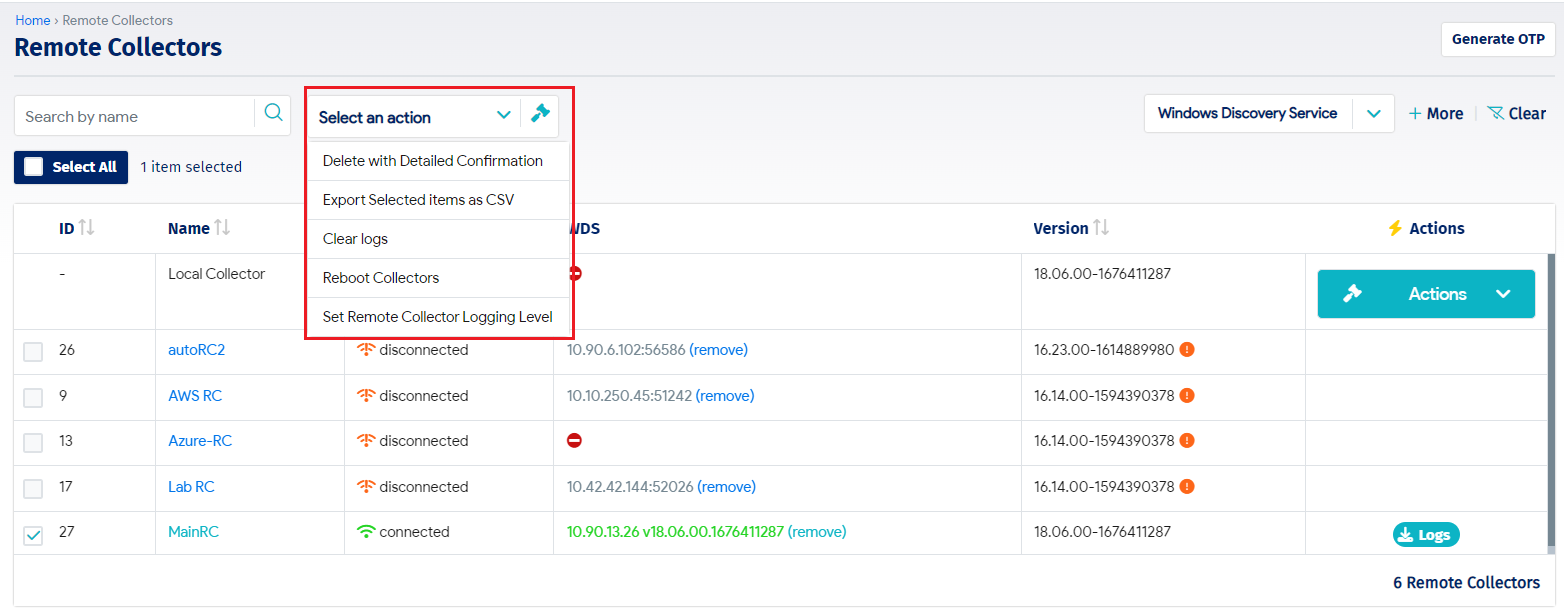 Home › Remote Collectors
Remote Collectors
Generate OTP
Search by name
Select an action
Windows Discovery Service
More
Clear
Select All
1 item selected
Delete with Detailed Confirmation
Export Selected items as CSV
Clear logs
Reboot Collectors
Set Remote Collector Logging Level
ID Name WDS Version Actions
- Local Collector 18.06.00-1676411287 Actions
26 autoRC2 disconnected 10.90.6.102:56586 (remove) 16.23.00-1614889980
9 AWS RC disconnected 10.10.250.45:51242 (remove) 16.14.00-1594390378
13 Azure-RC disconnected 16.14.00-1594390378
17 Lab RC disconnected 10.42.42.144:52026 (remove) 16.14.00-1594390378
27 MainRC connected 10.90.13.26 v18.06.00.1676411287 (remove) 18.06.00-1676411287 Logs
6 Remote Collectors